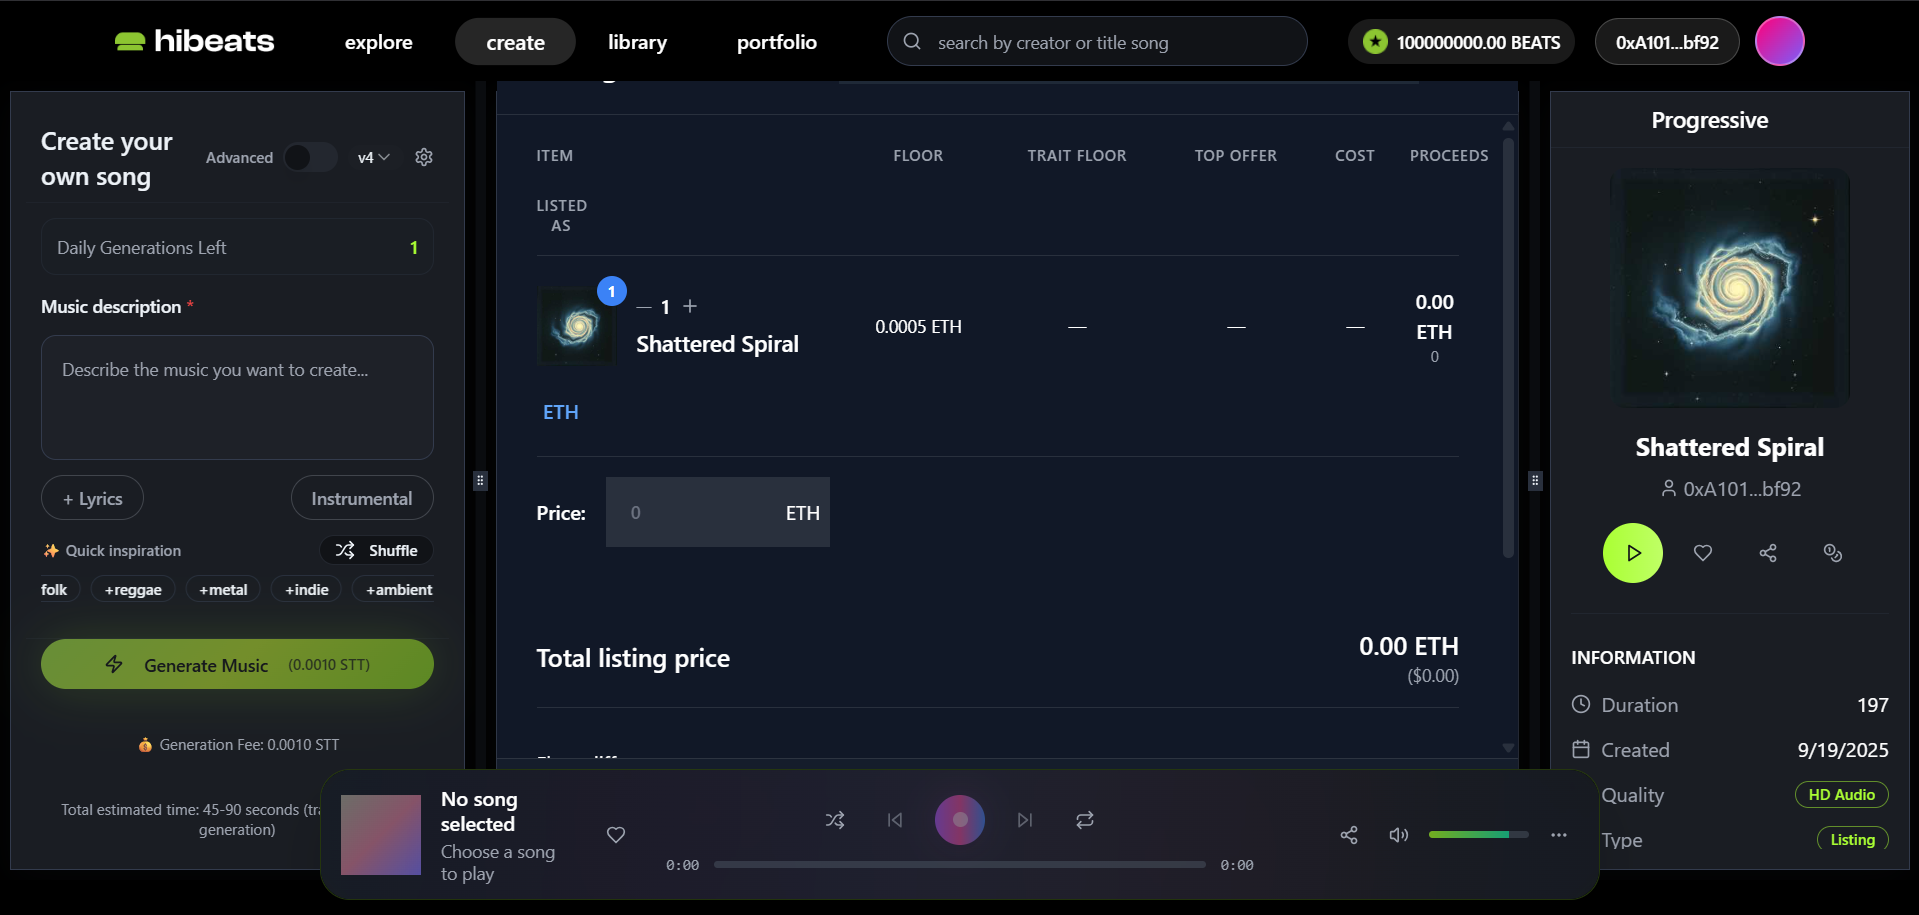 hibeats
explore
create
library
portfolio
search by creator or title song
100000000.00 BEATS
0xA101...bf92
Create your
own song
Advanced
v4
Daily Generations Left
1
Music description *
Describe the music you want to create...
+ Lyrics
Instrumental
✨ Quick inspiration
Shuffle
folk
+reggae
+metal
+indie
+ambient
Generate Music (0.0010 STT)
💰 Generation Fee: 0.0010 STT
Total estimated time: 45-90 seconds
generation)
ITEM
FLOOR
TRAIT FLOOR
TOP OFFER
COST
PROCEEDS
LISTED
AS
1
— 1 +
Shattered Spiral
0.0005 ETH
—
—
—
0.00
ETH
0
ETH
Price:
0
ETH
Total listing price
0.00 ETH
($0.00)
Progressive
Shattered Spiral
0xA101...bf92
INFORMATION
Duration
197
Created
9/19/2025
Quality
HD Audio
Type
Listing
No song
selected
Choose a song
to play
0:00
0:00